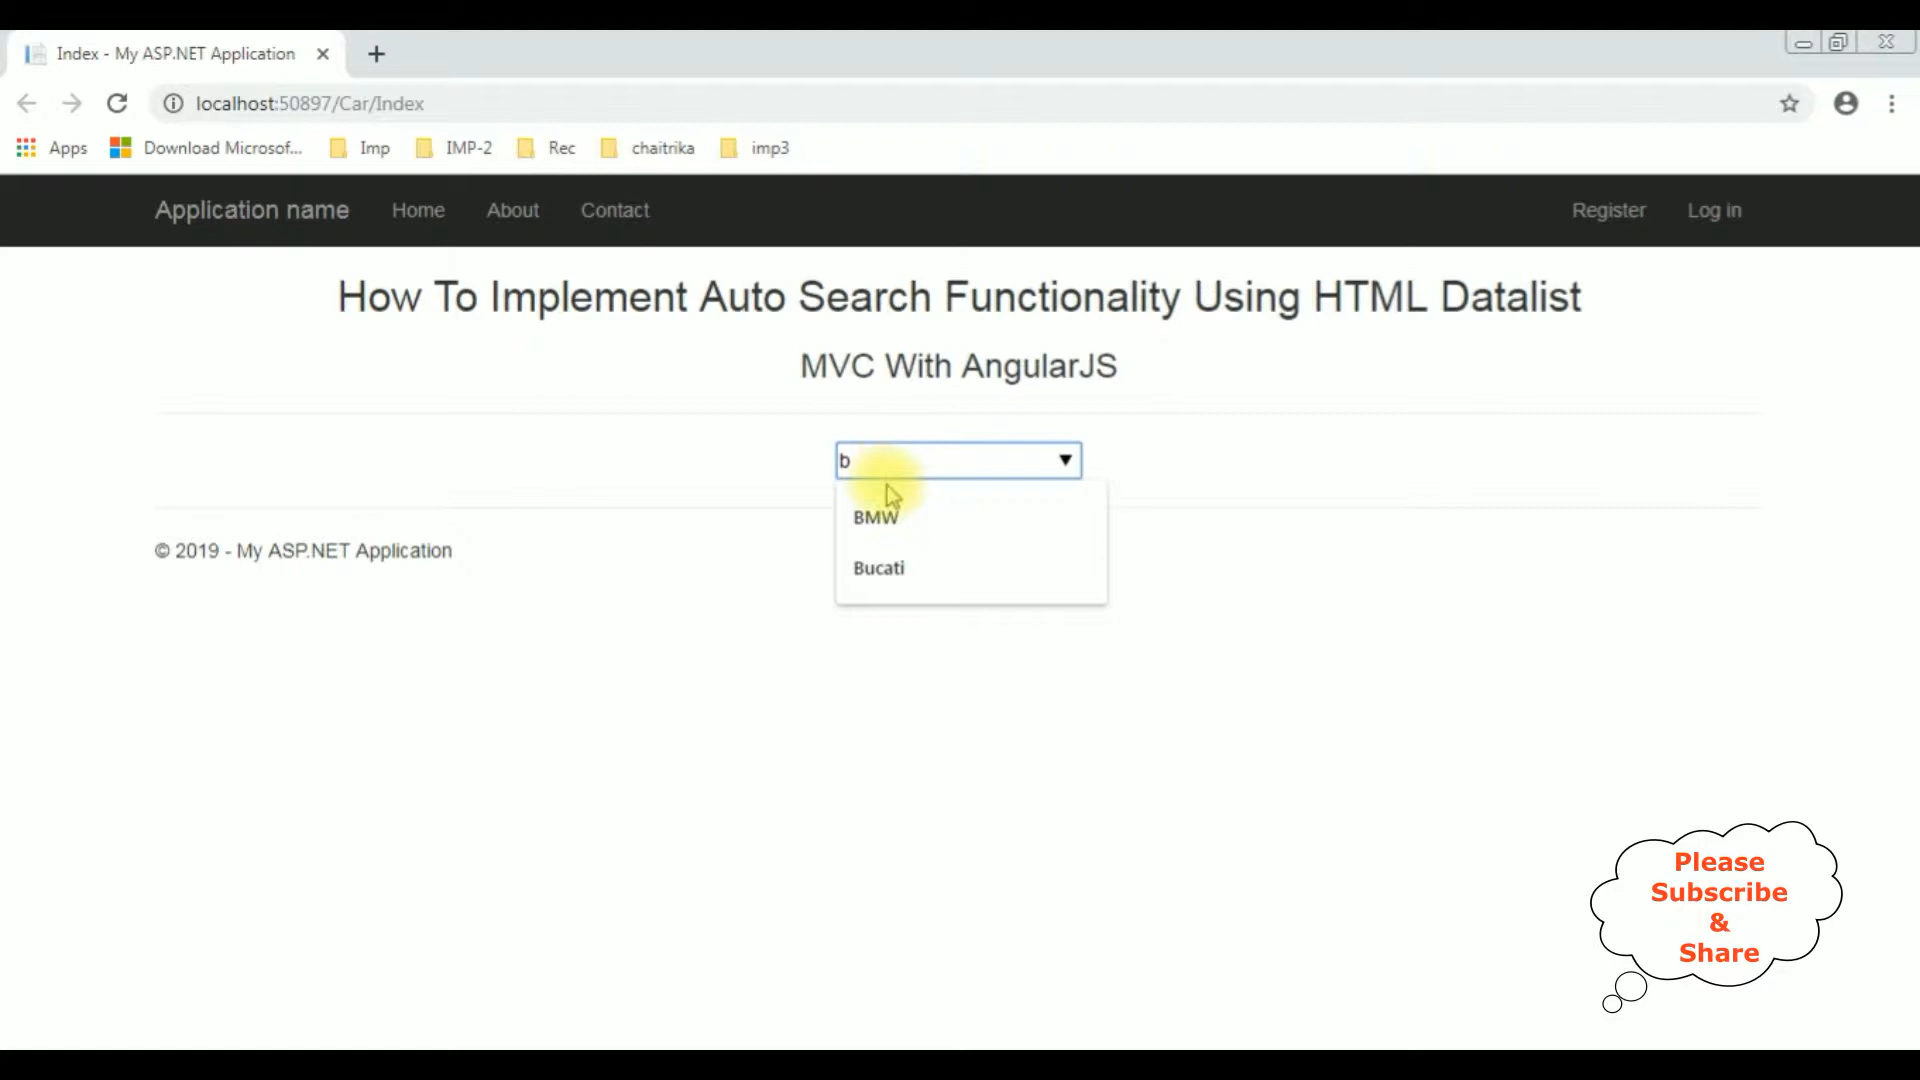 Index - My ASP.NET Application
localhost:50897/Car/Index
Apps Download Microsof... Imp IMP-2 Rec chaitrika imp3
Application name Home About Contact Register Log in
How To Implement Auto Search Functionality Using HTML Datalist
MVC With AngularJS
b
BMW
Bucati
© 2019 - My ASP.NET Application
Please
Subscribe
&
Share